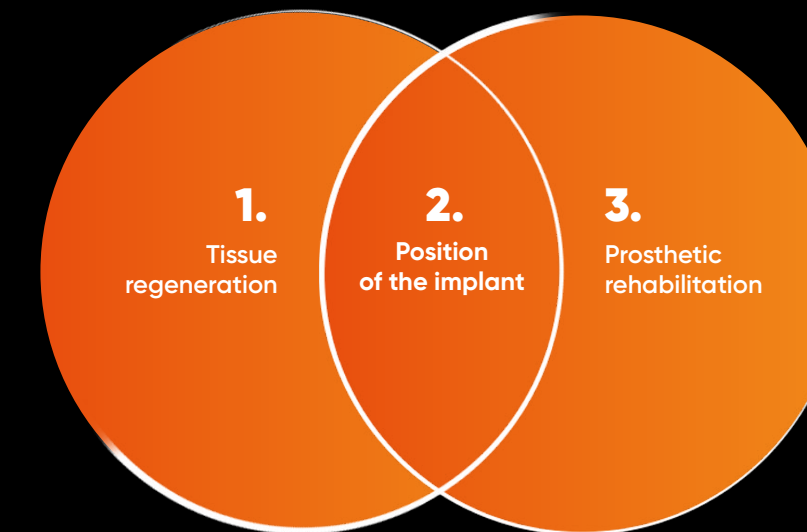 1.
Tissue
regeneration
2.
Position
of the implant
3.
Prosthetic
rehabilitation